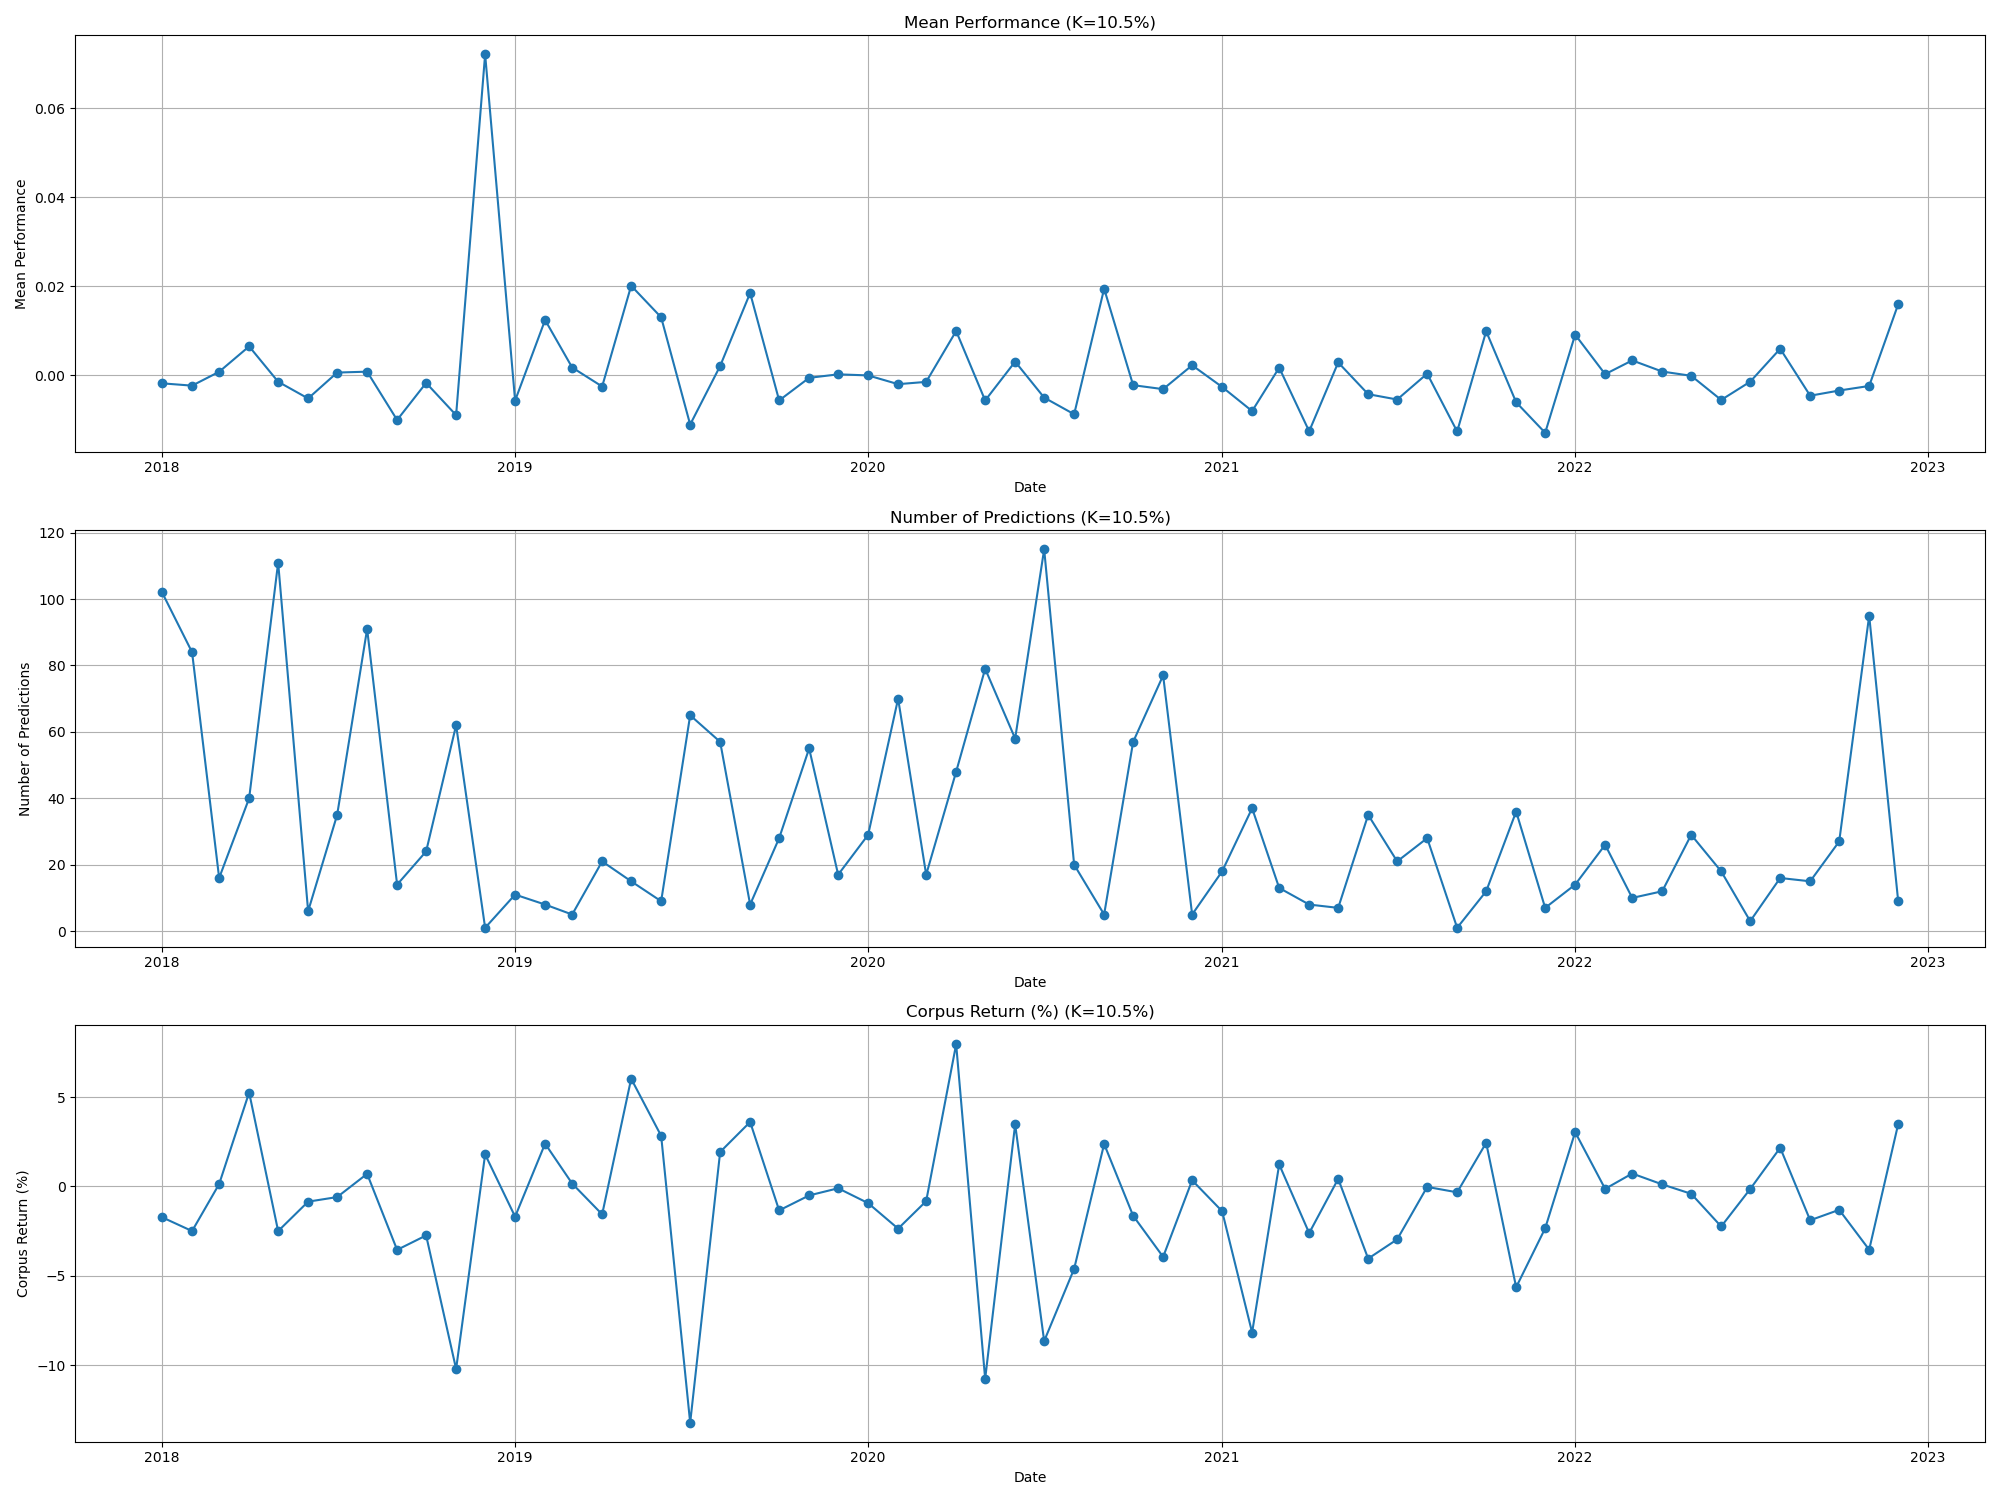 Mean Performance (K=10.5%)
Mean Performance
0.06
0.04
0.02
0.00
2018 2019 2020 2021 2022 2023
Date
Number of Predictions (K=10.5%)
Number of Predictions
120
100
80
60
40
20
0
2018 2019 2020 2021 2022 2023
Date
Corpus Return (%) (K=10.5%)
Corpus Return (%)
5
0
−5
−10
2018 2019 2020 2021 2022 2023
Date